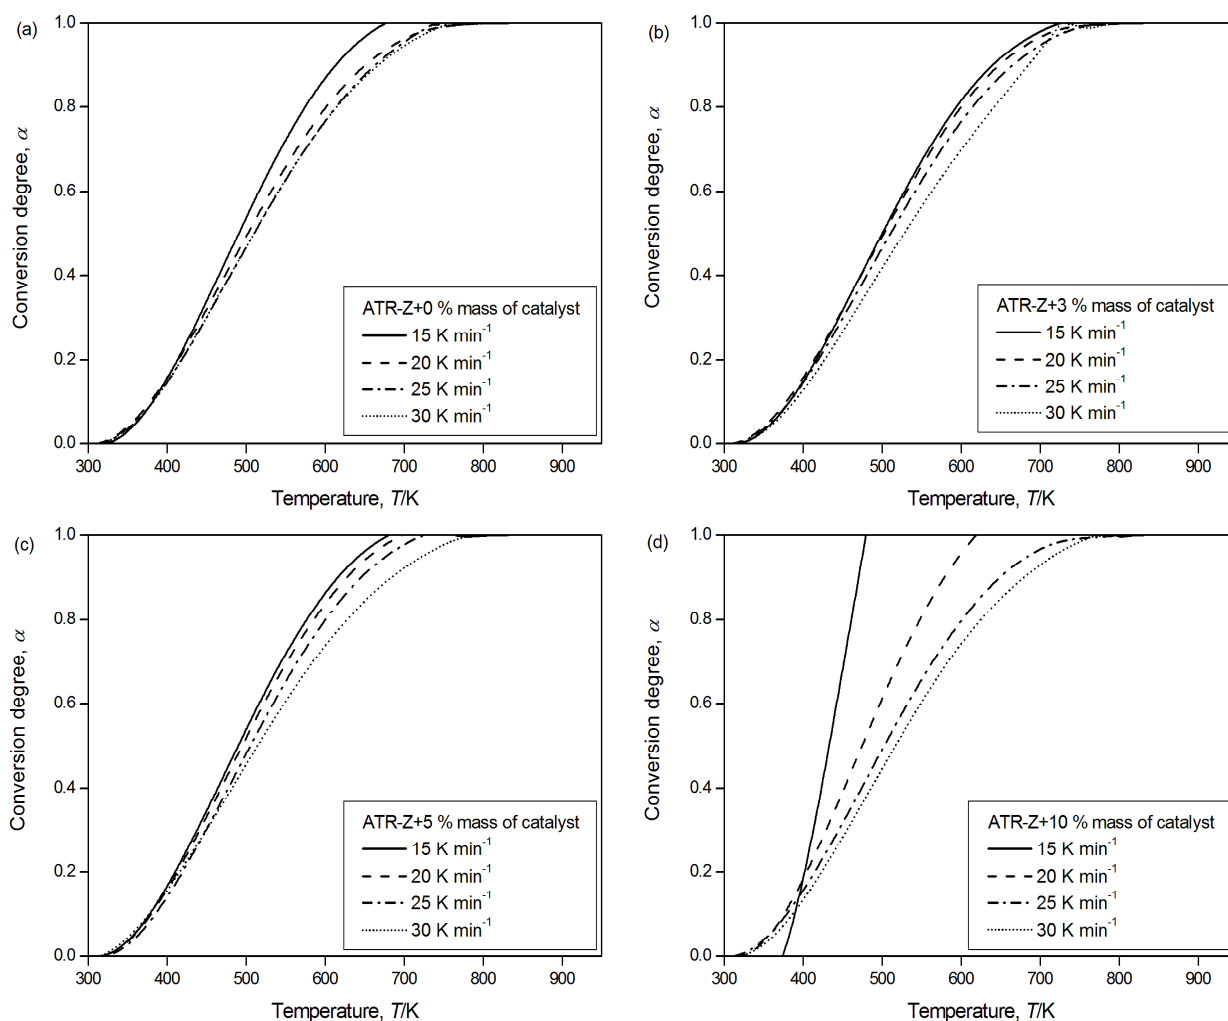 (a)
Conversion degree, α
1.0
0.8
0.6
0.4
0.2
0.0
ATR-Z+0 % mass of catalyst
15 K min⁻¹
20 K min⁻¹
25 K min⁻¹
30 K min⁻¹
300 400 500 600 700 800 900
Temperature, T/K
(b)
Conversion degree, α
1.0
0.8
0.6
0.4
0.2
0.0
ATR-Z+3 % mass of catalyst
15 K min⁻¹
20 K min⁻¹
25 K min⁻¹
30 K min⁻¹
300 400 500 600 700 800 900
Temperature, T/K
(c)
Conversion degree, α
1.0
0.8
0.6
0.4
0.2
0.0
ATR-Z+5 % mass of catalyst
15 K min⁻¹
20 K min⁻¹
25 K min⁻¹
30 K min⁻¹
300 400 500 600 700 800 900
Temperature, T/K
(d)
Conversion degree, α
1.0
0.8
0.6
0.4
0.2
0.0
ATR-Z+10 % mass of catalyst
15 K min⁻¹
20 K min⁻¹
25 K min⁻¹
30 K min⁻¹
300 400 500 600 700 800 900
Temperature, T/K